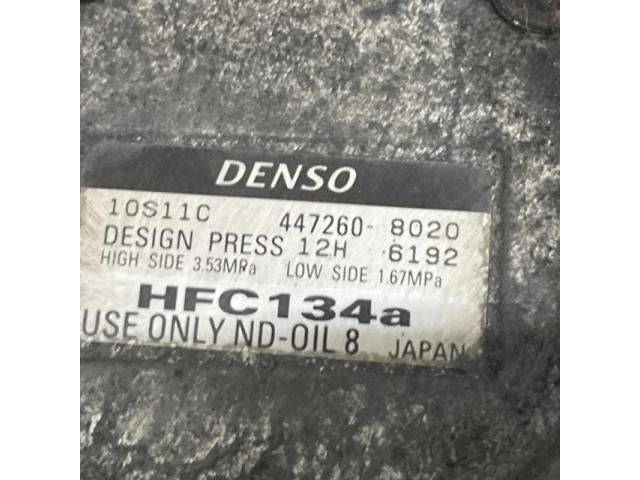 DENSO
10S11C 447260-8020
DESIGN PRESS 12H 6192
HIGH SIDE 3.53MPa LOW SIDE 1.67MPa
HFC134a
USE ONLY ND-OIL 8 JAPAN